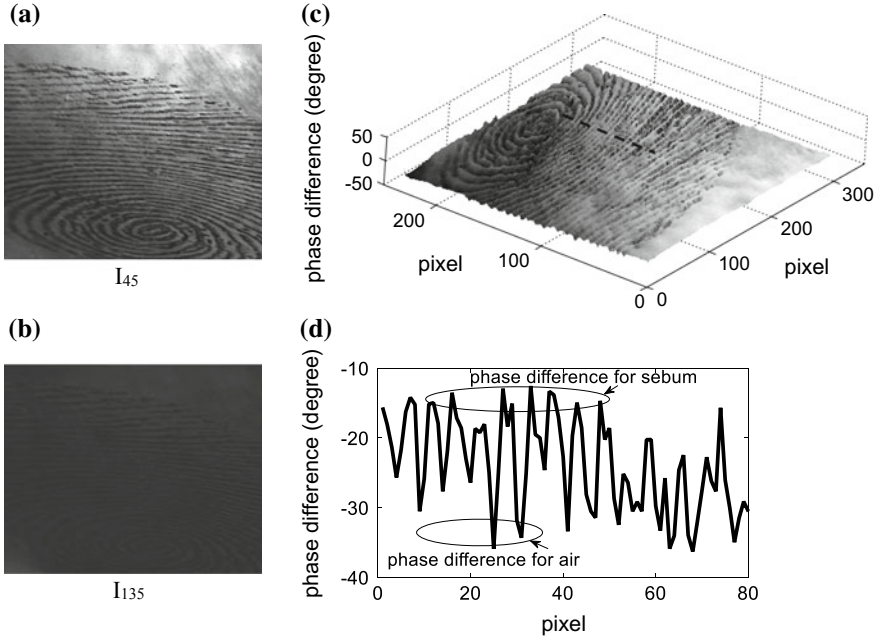 (a)
I45
(b)
I135
(c)
phase difference (degree)
50
0
-50
200
100
0
pixel
0
100
200
300
pixel
(d)
phase difference (degree)
-10
-20
-30
-40
phase difference for sebum
phase difference for air
0 20 40 60 80
pixel